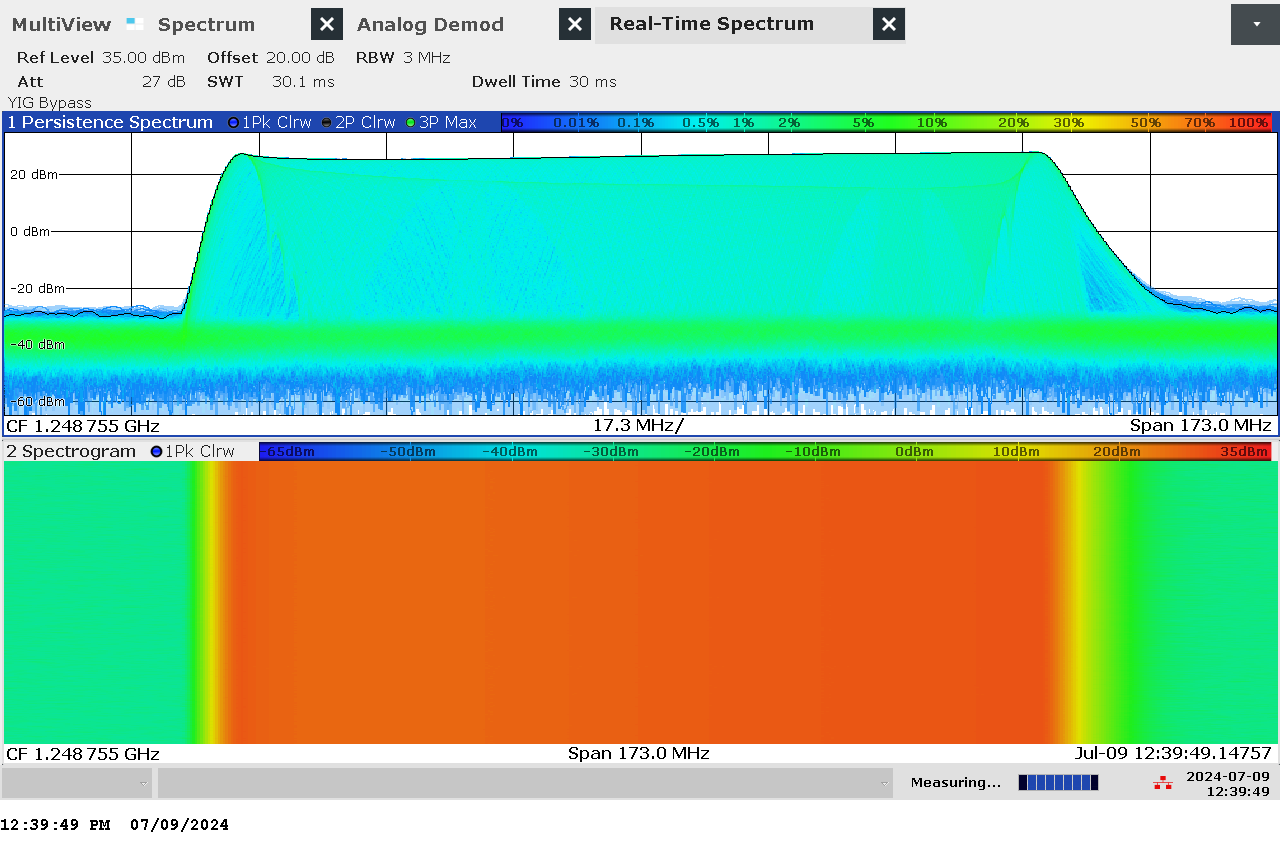 MultiView Spectrum Analog Demod Real-Time Spectrum
Ref Level 35.00 dBm Offset 20.00 dB RBW 3 MHz
Att 27 dB SWT 30.1 ms Dwell Time 30 ms
YIG Bypass
1 Persistence Spectrum 1Pk Clrw 2P Clrw 3P Max 0% 0.01% 0.1% 0.5% 1% 2% 5% 10% 20% 30% 50% 70% 100%
20 dBm
0 dBm
-20 dBm
-40 dBm
-60 dBm
CF 1.248 755 GHz 17.3 MHz/ Span 173.0 MHz
2 Spectrogram 1Pk Clrw -65dBm -50dBm -40dBm -30dBm -20dBm -10dBm 0dBm 10dBm 20dBm 35dBm
CF 1.248 755 GHz Span 173.0 MHz Jul-09 12:39:49.14757
Measuring... 2024-07-09
12:39:49
12:39:49 PM 07/09/2024